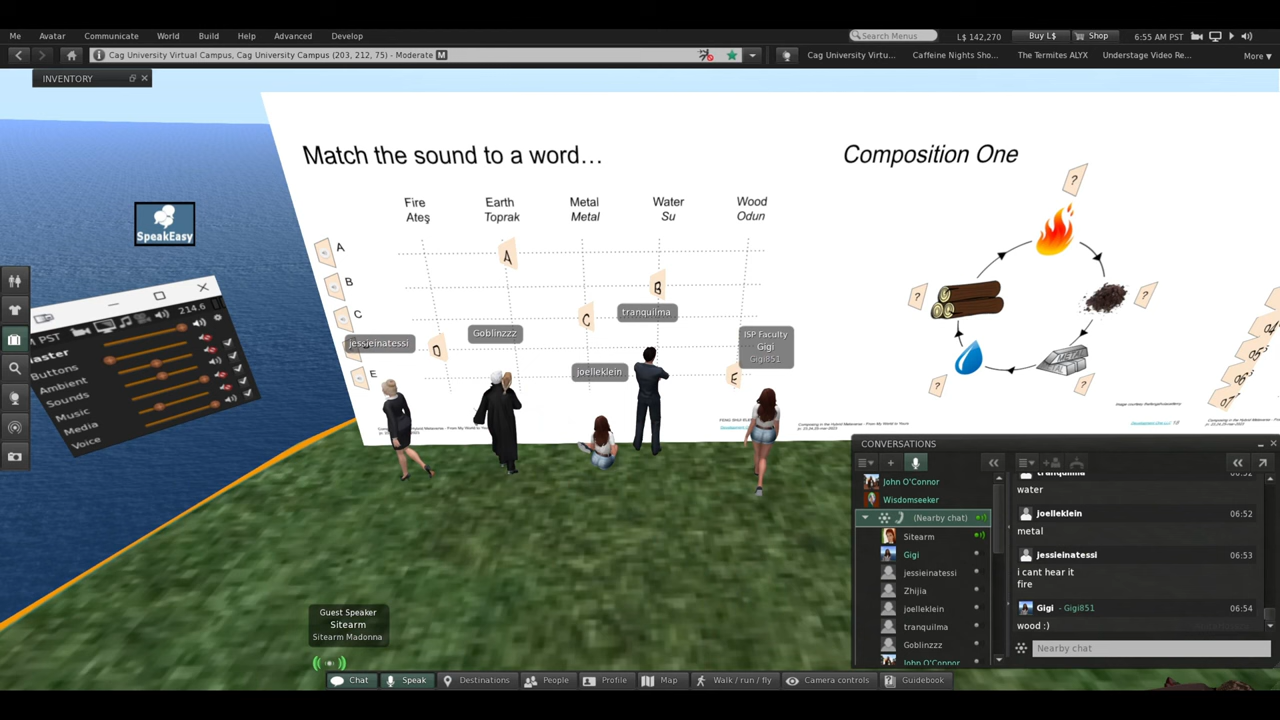 Me Avatar Communicate World Build Help Advanced Develop
Search Menus
L$ 142,270
Buy L$
Shop
6:55 AM PST
Cag University Virtual Campus, Cag University Campus (203, 212, 75) - Moderate M
Cag University Virtu...
Caffeine Nights Sho...
The Termites ALYX
Understage Video Re...
More
INVENTORY
Match the sound to a word...
Composition One
Fire
Ateş
Earth
Toprak
Metal
Metal
Water
Su
Wood
Odun
A
B
C
E
A
B
C
D
E
?
?
?
?
?
SpeakEasy
M PST
214.6
Master
Buttons
Ambient
Sounds
Music
Media
Voice
jessieinatessi
Goblinzzz
joelleklein
tranquilma
ISP Faculty
Gigi
Gigi851
Guest Speaker
Sitearm
Sitearm Madonna
CONVERSATIONS
John O'Connor
Wisdomseeker
(Nearby chat)
Sitearm
Gigi
jessieinatessi
Zhijia
joelleklein
tranquilma
Goblinzzz
John O'Connor
water
joelleklein 06:52
metal
jessieinatessi 06:53
i cant hear it
fire
Gigi - Gigi851 06:54
wood :)
Nearby chat
Chat Speak Destinations People Profile Map Walk / run / fly Camera controls Guidebook